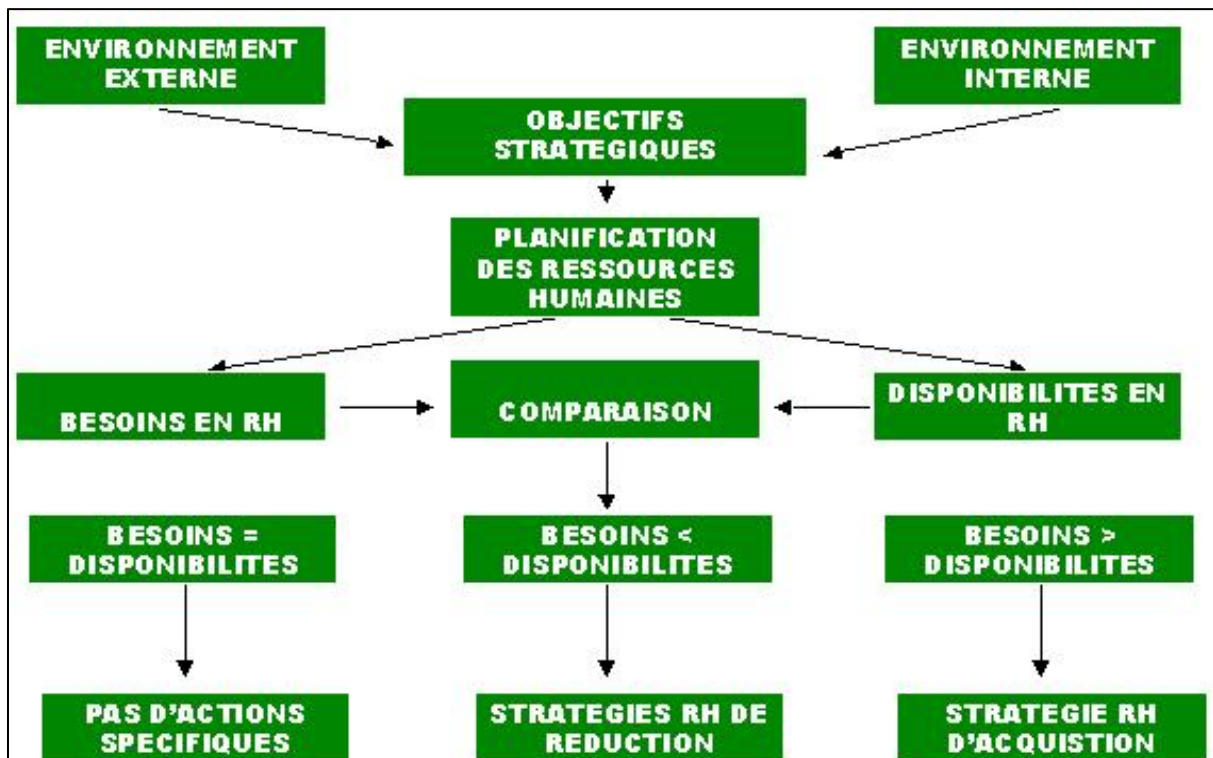 ENVIRONNEMENT
EXTERNE
ENVIRONNEMENT
INTERNE
OBJECTIFS
STRATEGIQUES
PLANIFICATION
DES RESSOURCES
HUMAINES
BESOINS EN RH
COMPARAISON
DISPONIBILITES EN
RH
BESOINS =
DISPONIBILITES
BESOINS <
DISPONIBILITES
BESOINS >
DISPONIBILITES
PAS D'ACTIONS
SPECIFIQUES
STRATEGIES RH DE
REDUCTION
STRATEGIE RH
D'ACQUISTION